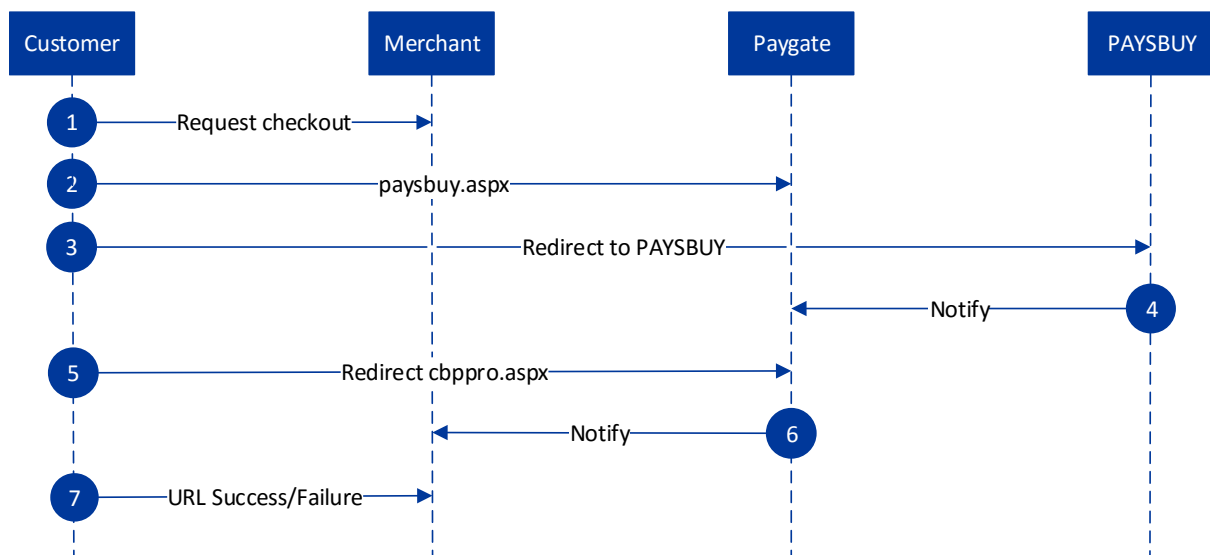 Customer
Merchant
Paygate
PAYSBUY
1
Request checkout
2
paysbuy.aspx
3
Redirect to PAYSBUY
Notify
4
5
Redirect cbppro.aspx
Notify
6
7
URL Success/Failure